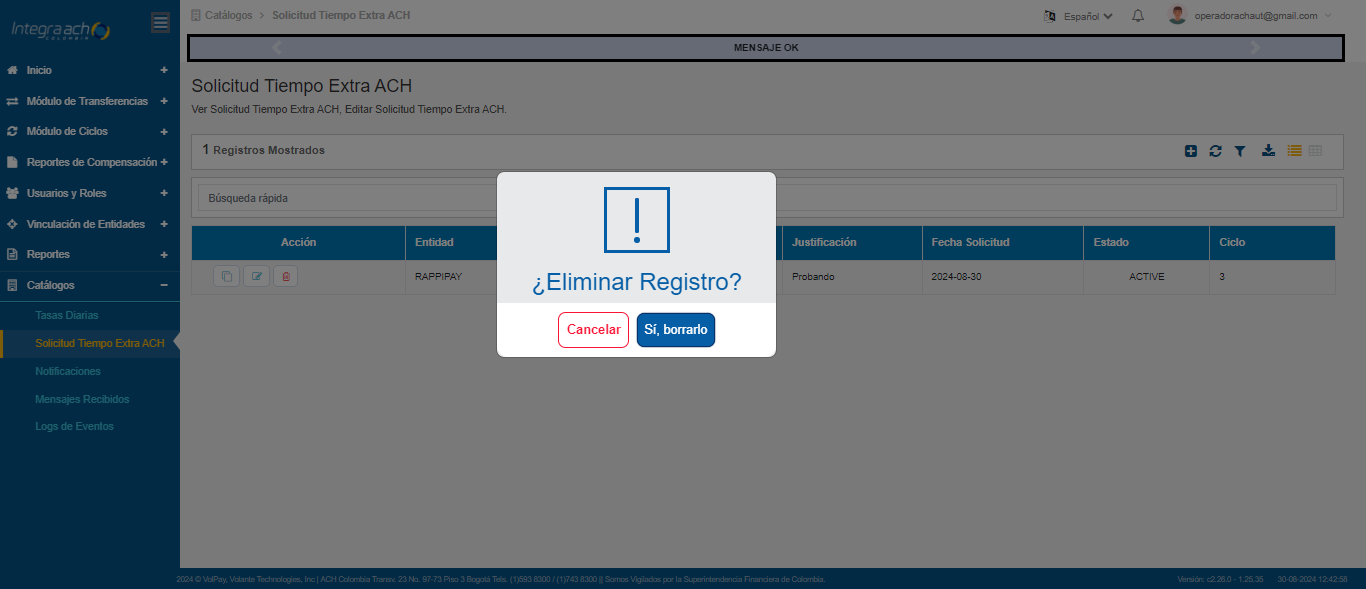 Integra ach
COLOMBIA
Catálogos > Solicitud Tiempo Extra ACH
Español
operadorachaut@gmail.com
MENSAJE OK
Inicio +
Módulo de Transferencias +
Módulo de Ciclos +
Reportes de Compensación +
Usuarios y Roles +
Vinculación de Entidades +
Reportes +
Catálogos −
Tasas Diarias
Solicitud Tiempo Extra ACH
Notificaciones
Mensajes Recibidos
Logs de Eventos
Solicitud Tiempo Extra ACH
Ver Solicitud Tiempo Extra ACH, Editar Solicitud Tiempo Extra ACH.
1 Registros Mostrados
Búsqueda rápida
Acción Entidad Justificación Fecha Solicitud Estado Ciclo
RAPPIPAY Probando 2024-08-30 ACTIVE 3
¿Eliminar Registro?
Cancelar Sí, borrarlo
2024 © VolPay, Volante Technologies, Inc | ACH Colombia Transv. 23 No. 97-73 Piso 3 Bogotá Tels. (1)593 8300 / (1)743 8300 || Somos Vigilados por la Superintendencia Financiera de Colombia.
Versión: c2.26.0 - 1.25.35 30-08-2024 12:42:58